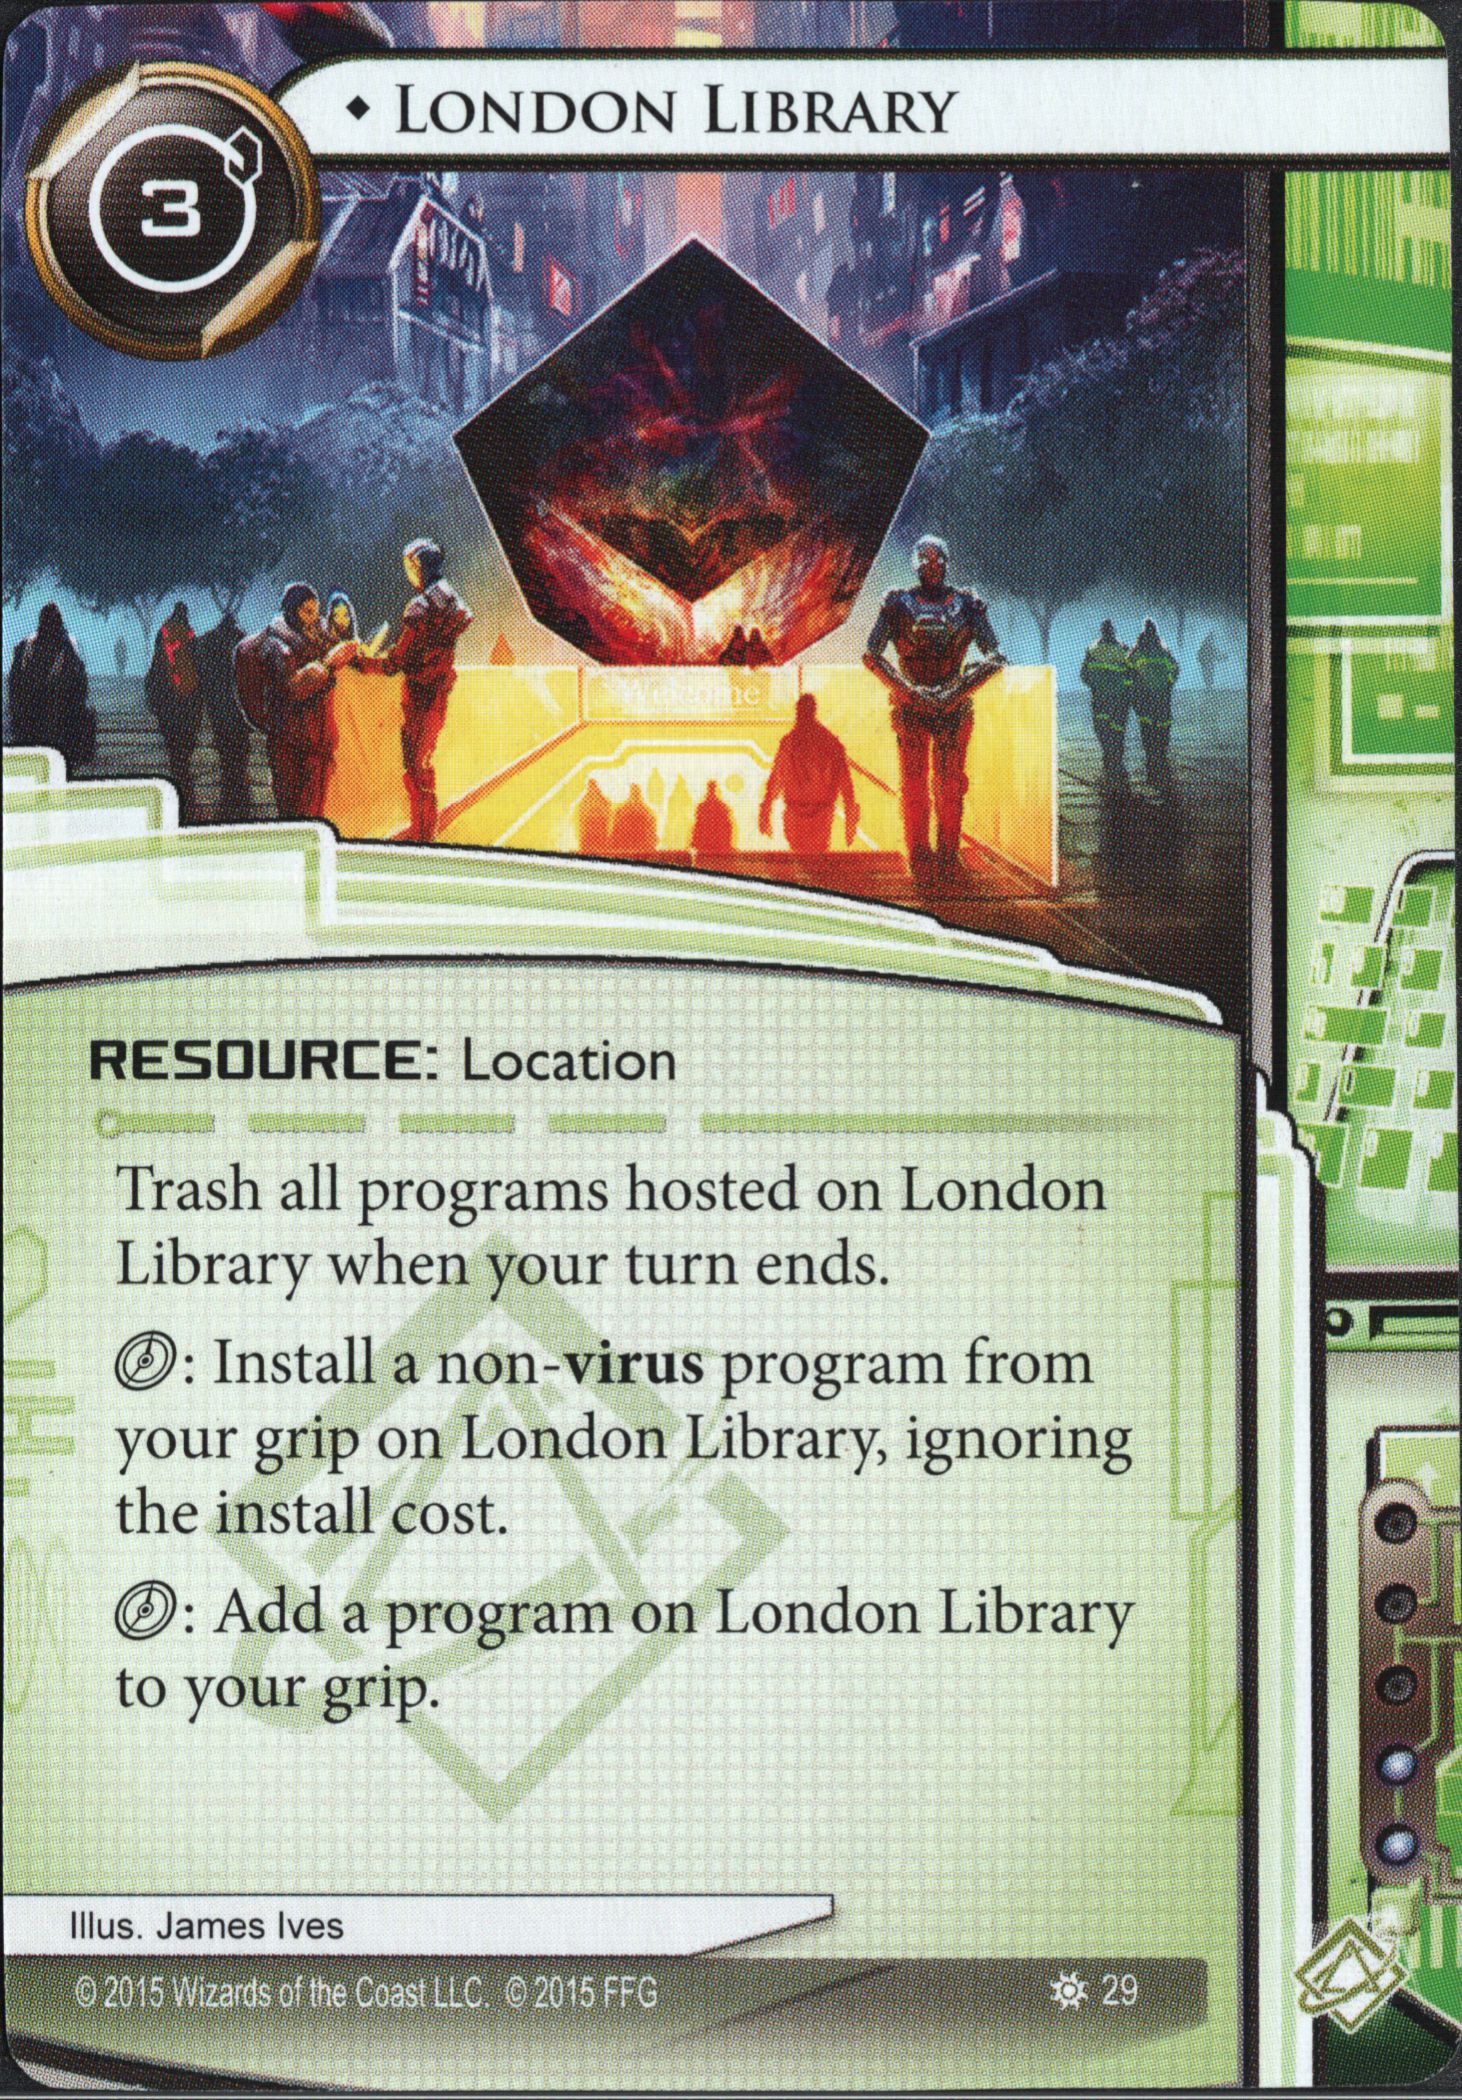 ◆ London Library
3
Welcome
RESOURCE: Location
Trash all programs hosted on London
Library when your turn ends.
: Install a non-virus program from
your grip on London Library, ignoring
the install cost.
: Add a program on London Library
to your grip.
Illus. James Ives
© 2015 Wizards of the Coast LLC. © 2015 FFG
29